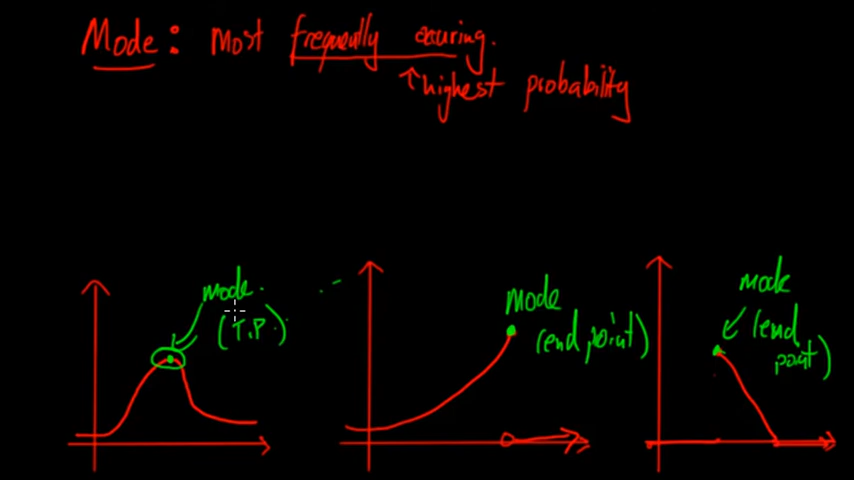 Mode: Most frequently occuring.
↑ highest probability
mode.
(T.P)
Mode
(end point)
mode
(end
point)